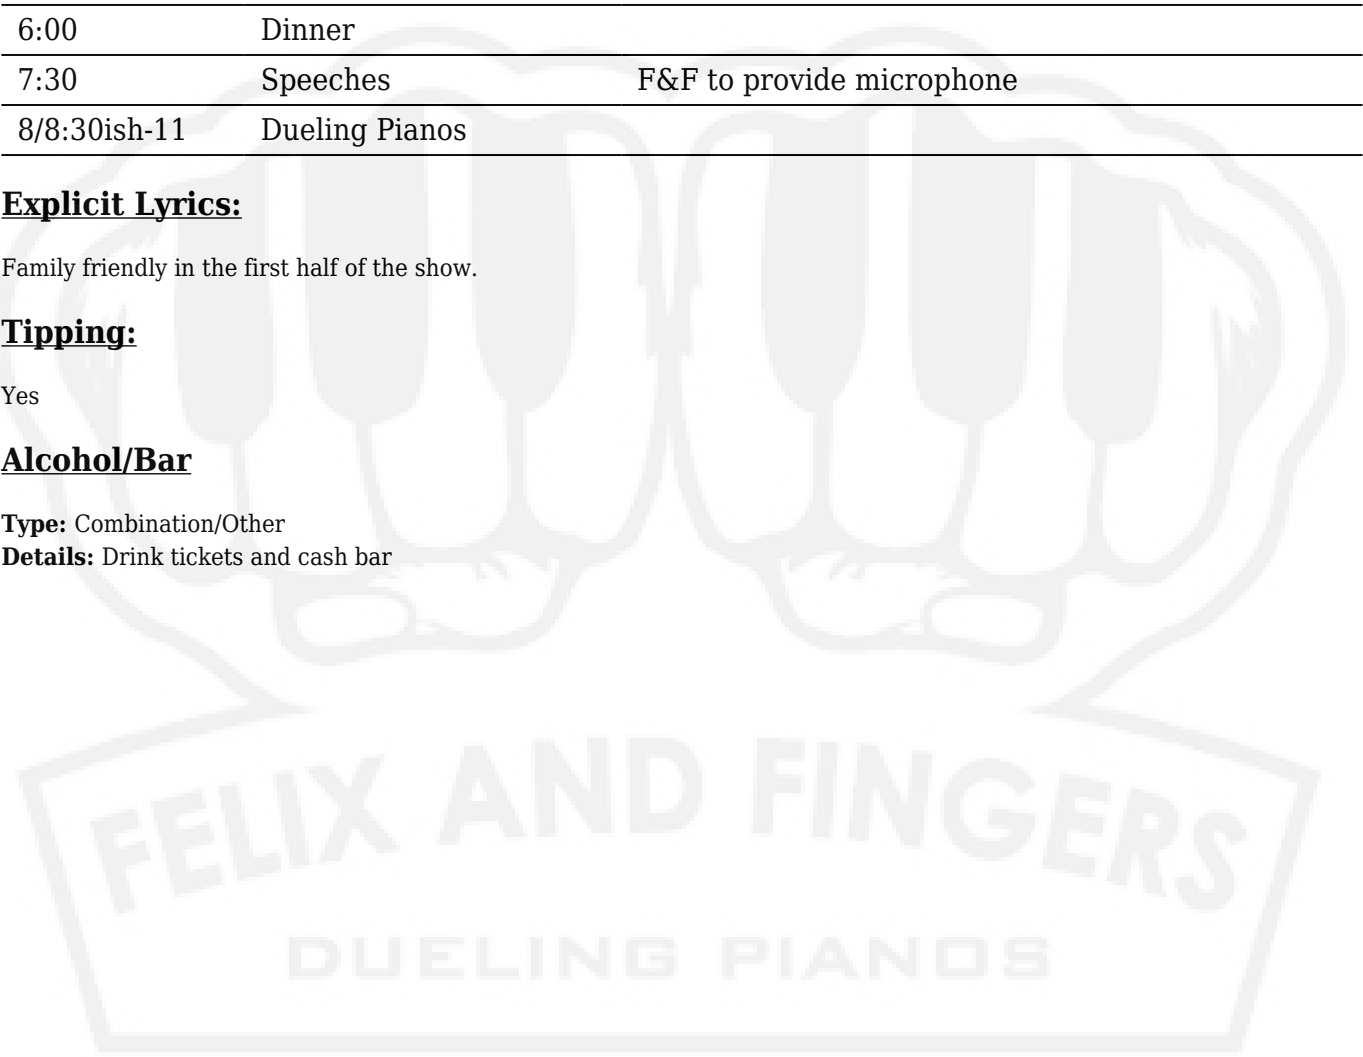 6:00 Dinner
7:30 Speeches F&F to provide microphone
8/8:30ish-11 Dueling Pianos
Explicit Lyrics:
Family friendly in the first half of the show.
Tipping:
Yes
Alcohol/Bar
Type: Combination/Other
Details: Drink tickets and cash bar
FELIX AND FINGERS
DUELING PIANOS